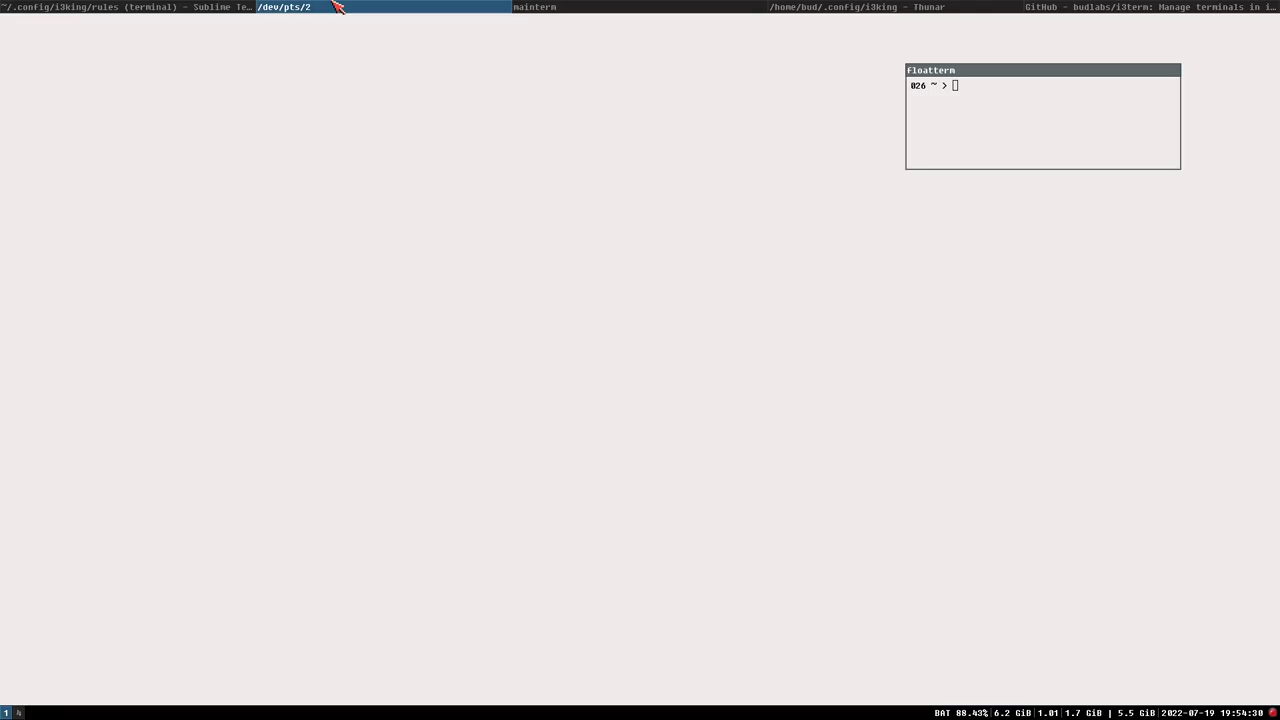 ~/.config/i3king/rules (terminal) - Sublime Te… /dev/pts/2 mainterm /home/bud/.config/i3king - Thunar GitHub - budlabs/i3term: Manage terminals in i…
floatterm
026 ~ >
1 4 BAT 88.43% 6.2 GiB 1.01 1.7 GiB | 5.5 GiB 2022-07-19 19:54:30